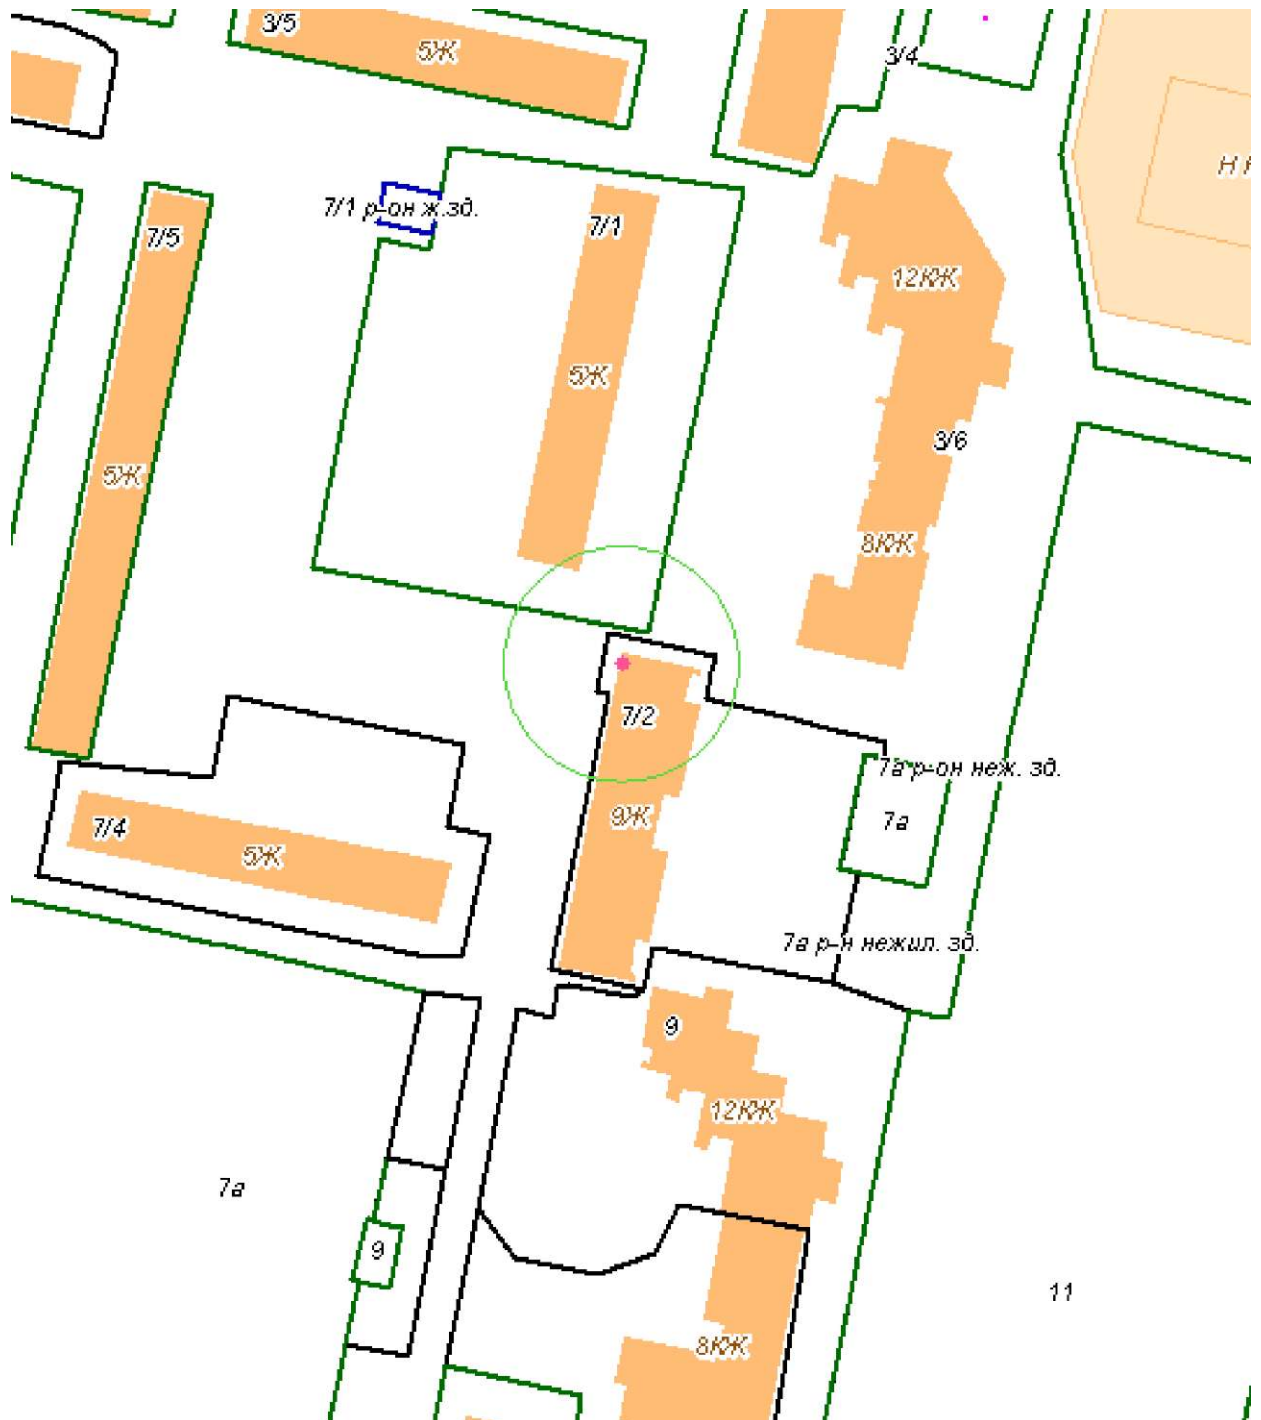 3/5
5Ж
3/4
Н
7/1 р-он ж.зд.
7/1
7/5
12КЖ
5Ж
3/6
5Ж
8КЖ
7/2
7а р-он неж. зд.
9Ж
7а
7/4
5Ж
7а р-н нежил. зд.
9
12КЖ
7а
9
11
8КЖ